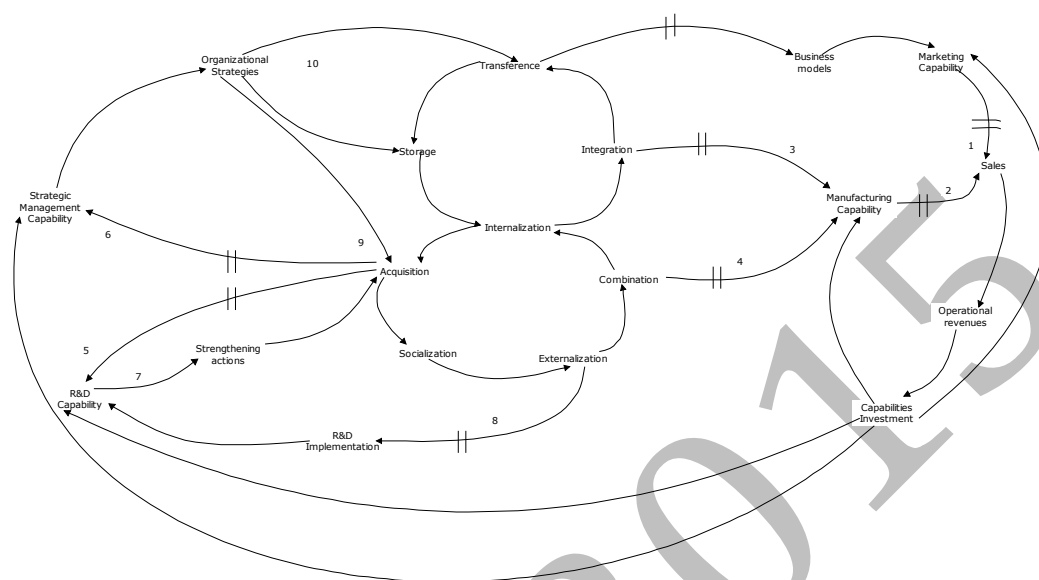 Organizational
Strategies
10
Transference
Business
models
Marketing
Capability
Storage
Integration
3
1
Sales
Strategic
Management
Capability
Manufacturing
Capability
2
6
9
Internalization
Acquisition
Combination
4
Operational
revenues
5
Strengthening
actions
Socialization
Externalization
7
R&D
Capability
Capabilities
Investment
8
R&D
Implementation
2015